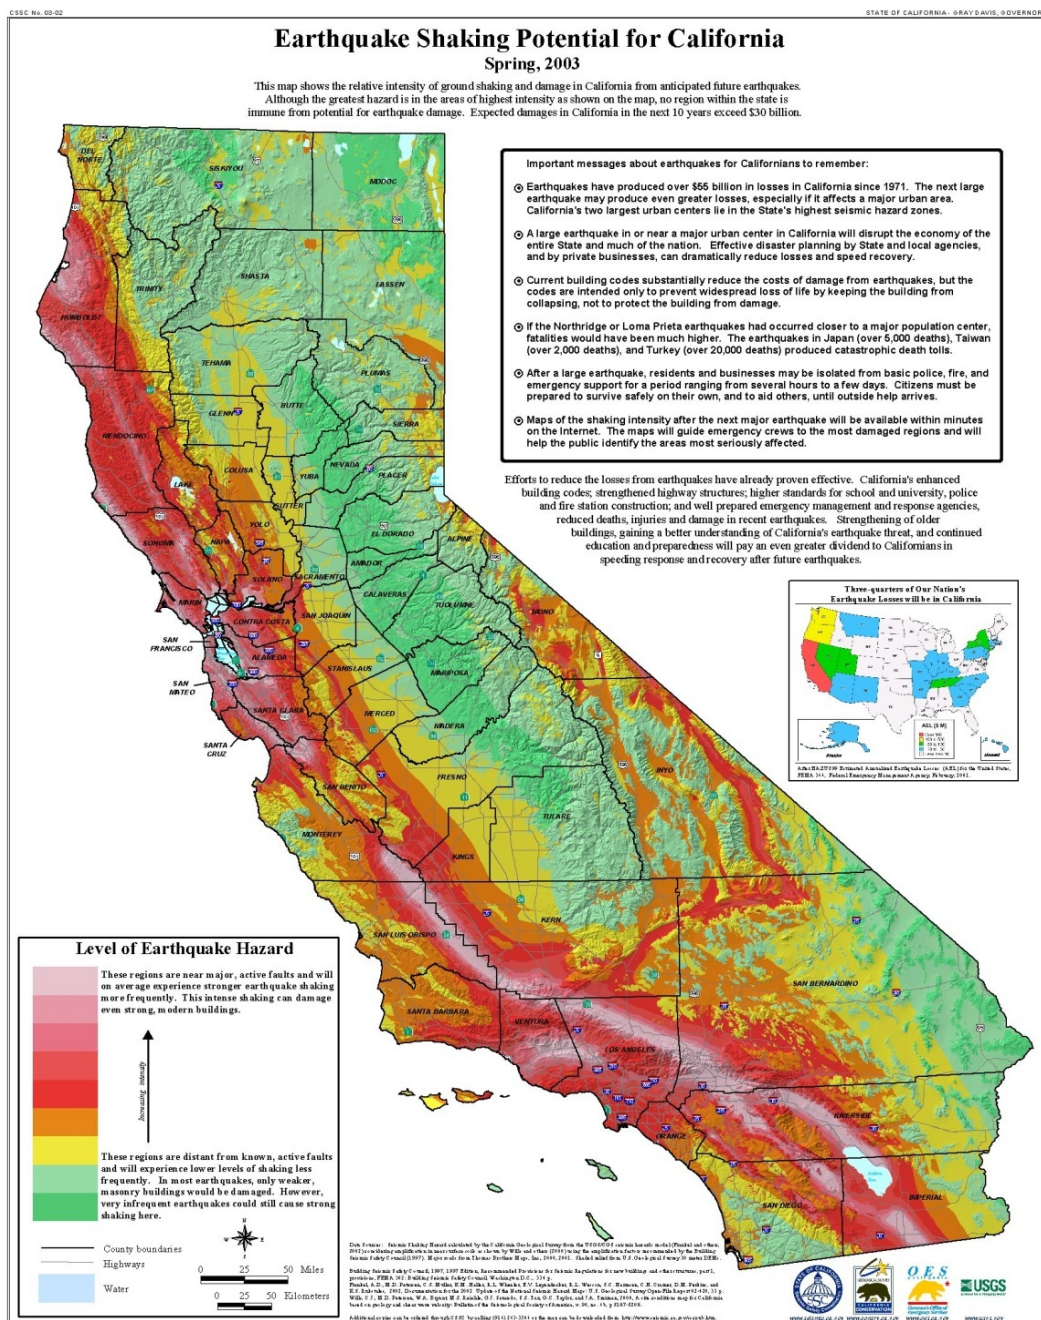 CSSC No. 03-02
STATE OF CALIFORNIA - GRAY DAVIS, GOVERNOR
Earthquake Shaking Potential for California
Spring, 2003
This map shows the relative intensity of ground shaking and damage in California from anticipated future earthquakes.
Although the greatest hazard is in the areas of highest intensity as shown on the map, no region within the state is
immune from potential for earthquake damage. Expected damages in California in the next 10 years exceed $30 billion.
Important messages about earthquakes for Californians to remember:
Earthquakes have produced over $55 billion in losses in California since 1971. The next large
earthquake may produce even greater losses, especially if it affects a major urban area.
California's two largest urban centers lie in the State's highest seismic hazard zones.
A large earthquake in or near a major urban center in California will disrupt the economy of the
entire State and much of the nation. Effective disaster planning by State and local agencies,
and by private businesses, can dramatically reduce losses and speed recovery.
Current building codes substantially reduce the costs of damage from earthquakes, but the
codes are intended only to prevent widespread loss of life by keeping the building from
collapsing, not to protect the building from damage.
If the Northridge or Loma Prieta earthquakes had occurred closer to a major population center,
fatalities would have been much higher. The earthquakes in Japan (over 5,000 deaths), Taiwan
(over 2,000 deaths), and Turkey (over 20,000 deaths) produced catastrophic death tolls.
After a large earthquake, residents and businesses may be isolated from basic police, fire, and
emergency support for a period ranging from several hours to a few days. Citizens must be
prepared to survive safely on their own, and to aid others, until outside help arrives.
Maps of the shaking intensity after the next major earthquake will be available within minutes
on the Internet. The maps will guide emergency crews to the most damaged regions and will
help the public identify the areas most seriously affected.
Efforts to reduce the losses from earthquakes have already proven effective. California's enhanced
building codes; strengthened highway structures; higher standards for school and university, police
and fire station construction; and well prepared emergency management and response agencies,
reduced deaths, injuries and damage in recent earthquakes. Strengthening of older
buildings, gaining a better understanding of California's earthquake threat, and continued
education and preparedness will pay an even greater dividend to Californians in
speeding response and recovery after future earthquakes.
Three-quarters of Our Nation's
Earthquake Losses will be in California
AEL [$ M]
DEL NORTE
SISKIYOU
MODOC
TRINITY
SHASTA
LASSEN
HUMBOLDT
TEHAMA
PLUMAS
BUTTE
GLENN
SIERRA
MENDOCINO
COLUSA
YUBA
NEVADA
PLACER
LAKE
SUTTER
YOLO
EL DORADO
ALPINE
SONOMA
NAPA
SOLANO
SACRAMENTO
AMADOR
CALAVERAS
TUOLUMNE
MONO
MARIN
CONTRA COSTA
SAN JOAQUIN
SAN FRANCISCO
ALAMEDA
STANISLAUS
MARIPOSA
SAN MATEO
SANTA CLARA
MERCED
MADERA
SANTA CRUZ
FRESNO
INYO
SAN BENITO
TULARE
MONTEREY
KINGS
KERN
SAN LUIS OBISPO
SAN BERNARDINO
SANTA BARBARA
VENTURA
LOS ANGELES
RIVERSIDE
ORANGE
SAN DIEGO
IMPERIAL
Level of Earthquake Hazard
These regions are near major, active faults and will
on average experience stronger earthquake shaking
more frequently. This intense shaking can damage
even strong, modern buildings.
Increasing intensity
These regions are distant from known, active faults
and will experience lower levels of shaking less
frequently. In most earthquakes, only weaker,
masonry buildings would be damaged. However,
very infrequent earthquakes could still cause strong
shaking here.
County boundaries
Highways
Water
N
W
E
S
0 25 50 Miles
0 25 50 Kilometers
OES
USGS